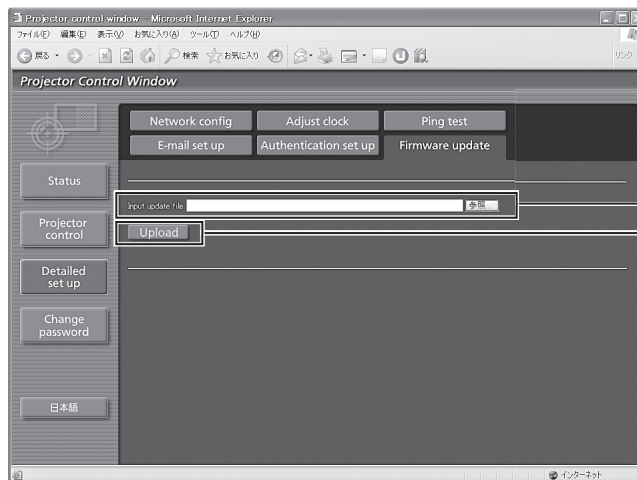 Projector control window - Microsoft Internet Explorer
ファイル(F) 編集(E) 表示(V) お気に入り(A) ツール(T) ヘルプ(H)
戻る 検索 お気に入り リンク
Projector Control Window
Network config Adjust clock Ping test
E-mail set up Authentication set up Firmware update
Status
Input update file 参照...
Projector control
Upload
Detailed set up
Change password
日本語
インターネット